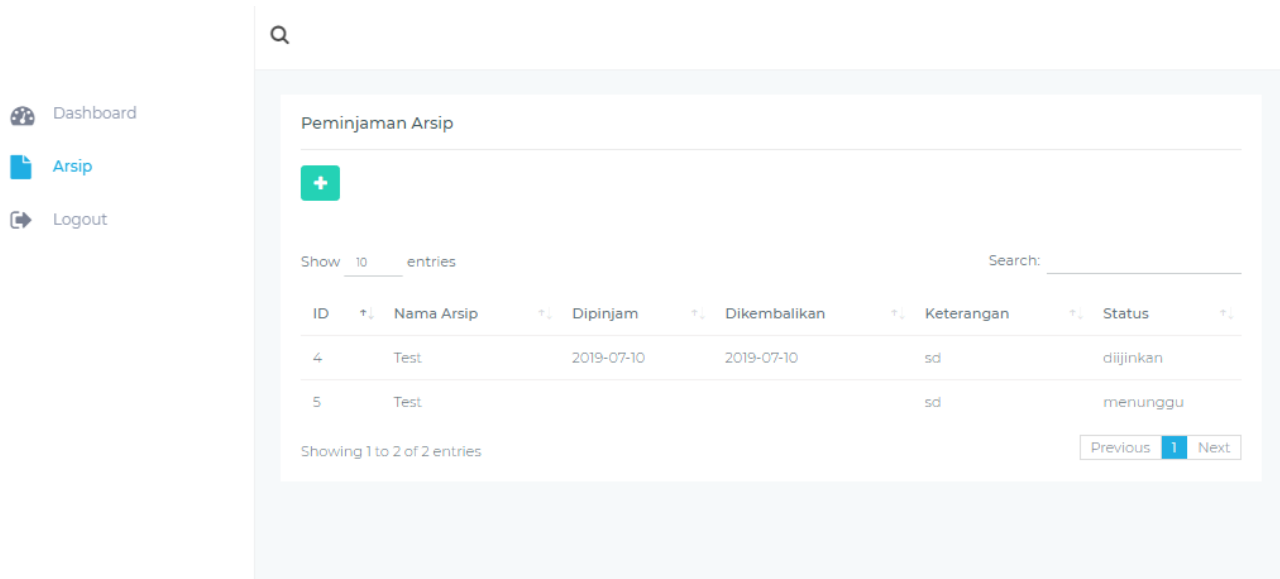 Dashboard
Arsip
Logout
Peminjaman Arsip
Show 10 entries
Search:
ID Nama Arsip Dipinjam Dikembalikan Keterangan Status
4 Test 2019-07-10 2019-07-10 sd diijinkan
5 Test sd menunggu
Showing 1 to 2 of 2 entries
Previous 1 Next